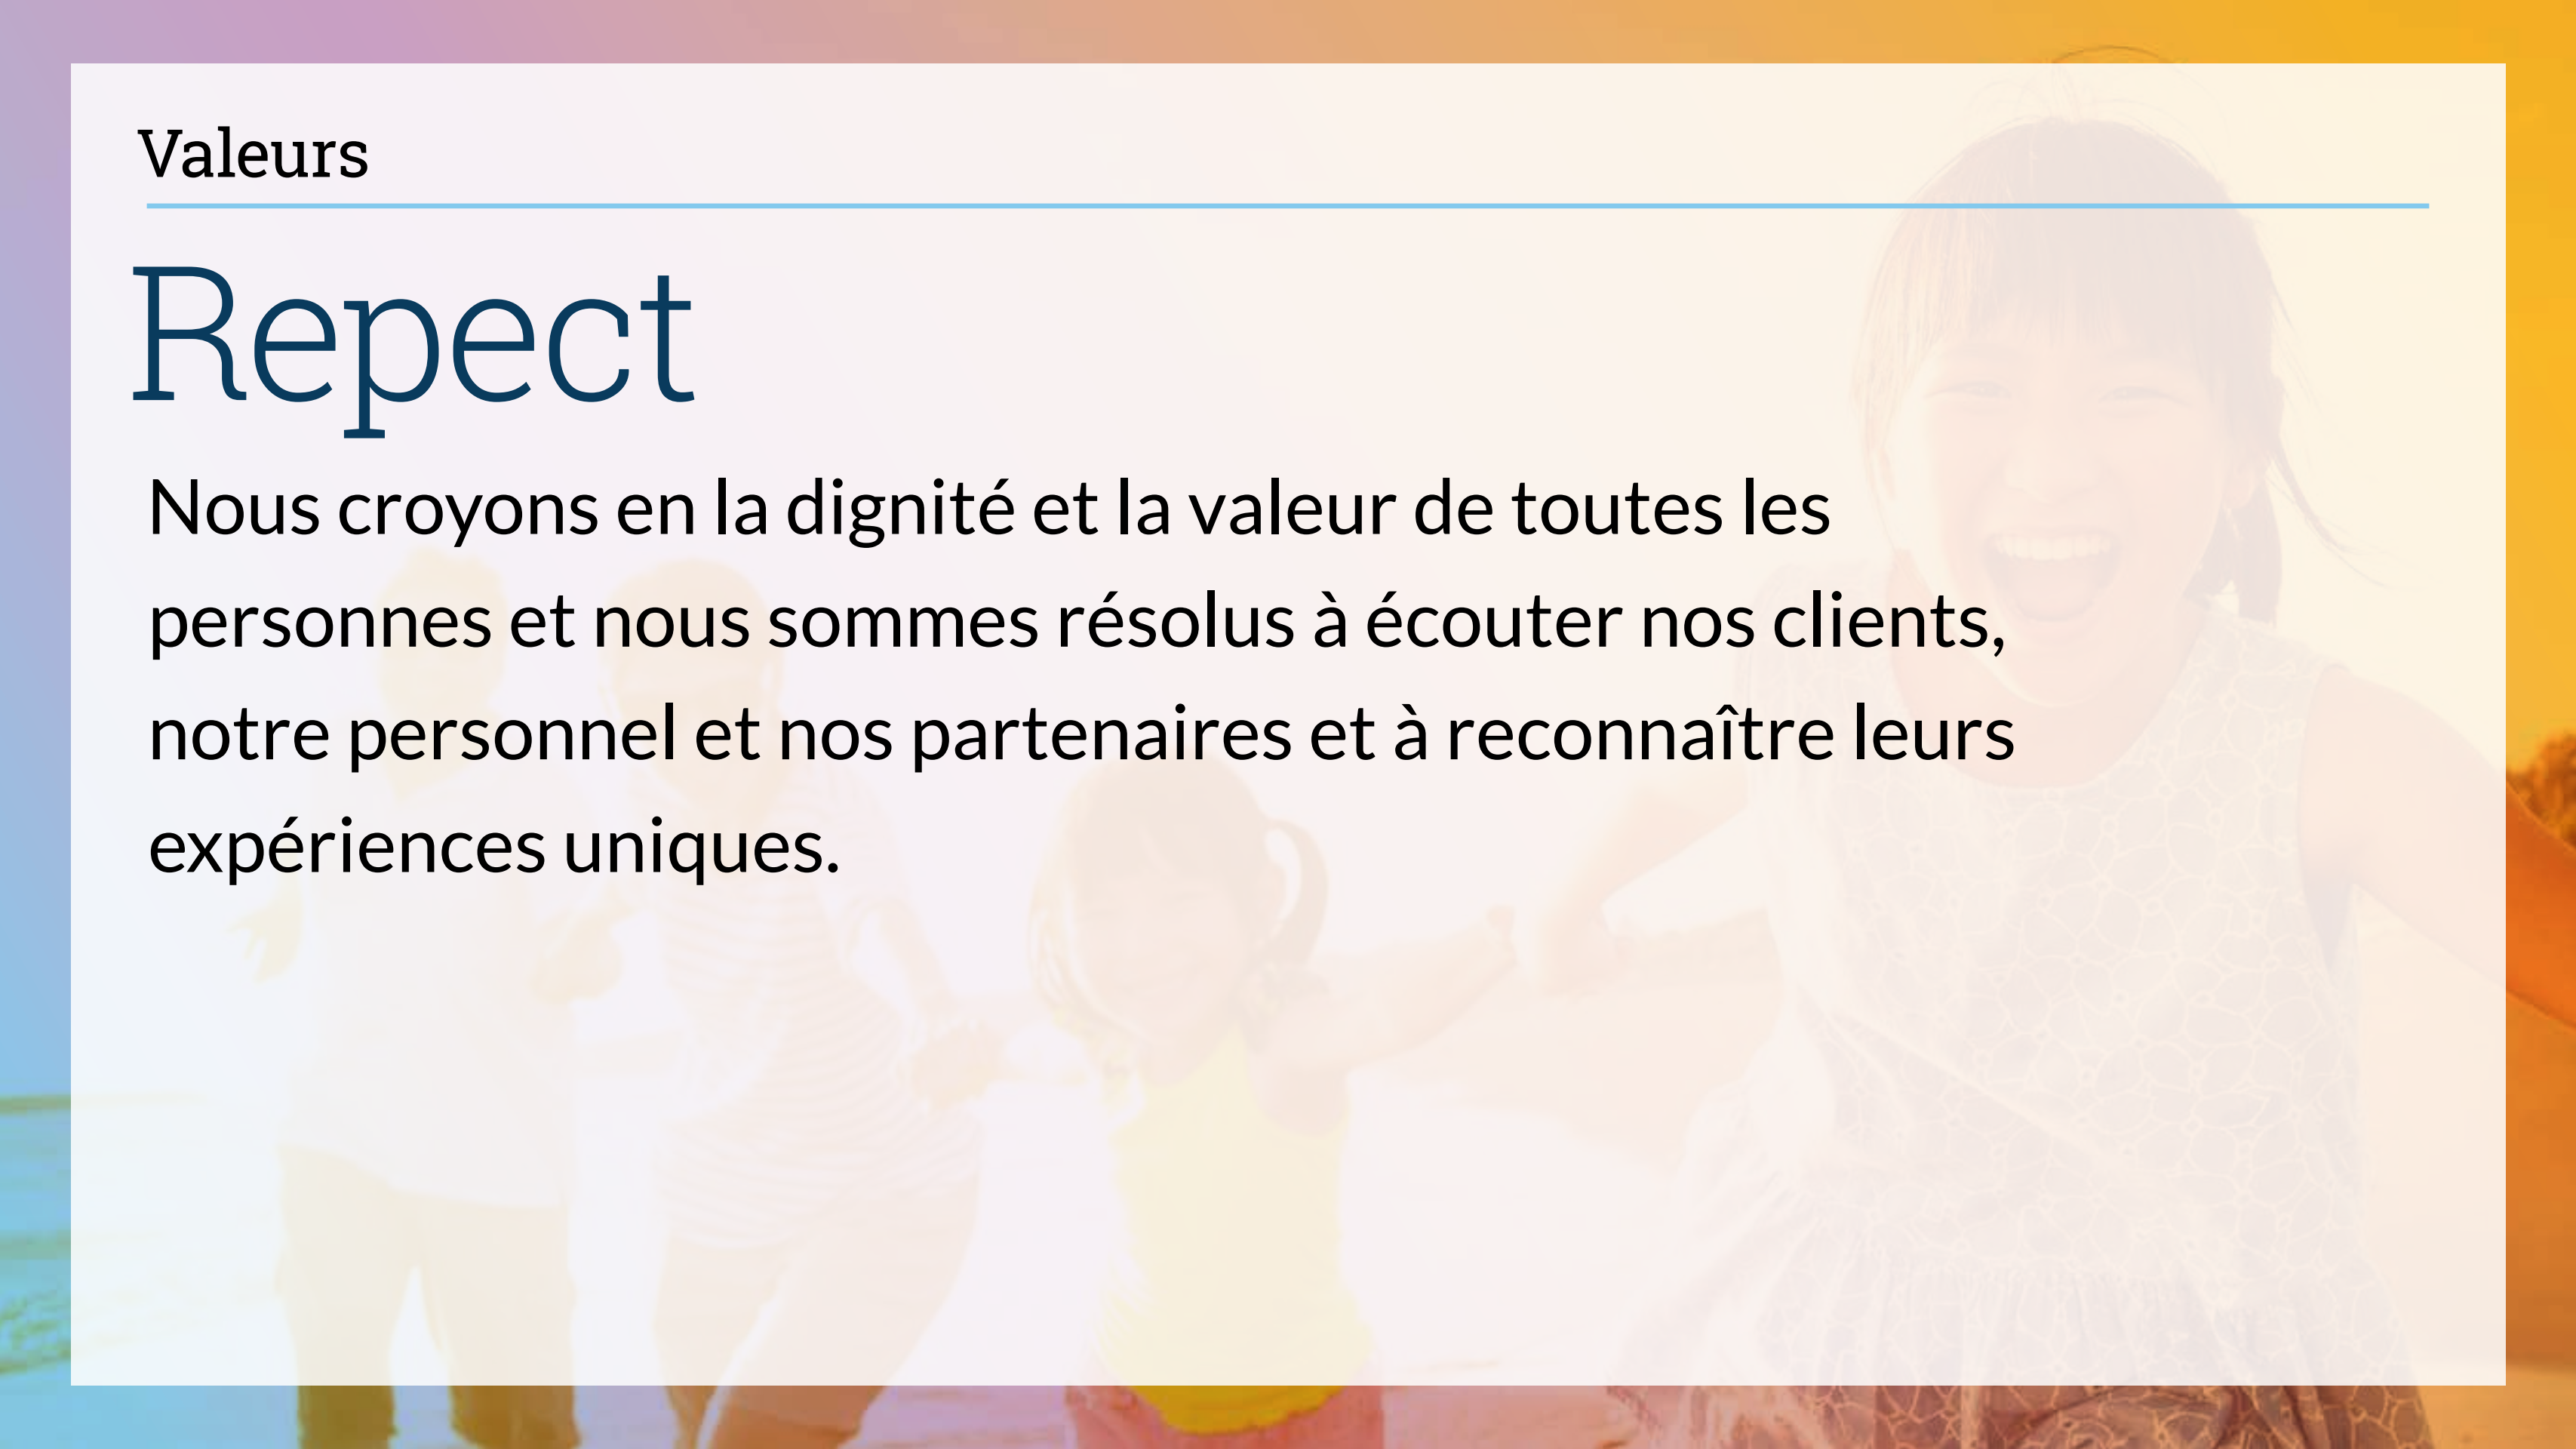 Valeurs
Repect
Nous croyons en la dignité et la valeur de toutes les
personnes et nous sommes résolus à écouter nos clients,
notre personnel et nos partenaires et à reconnaître leurs
expériences uniques.